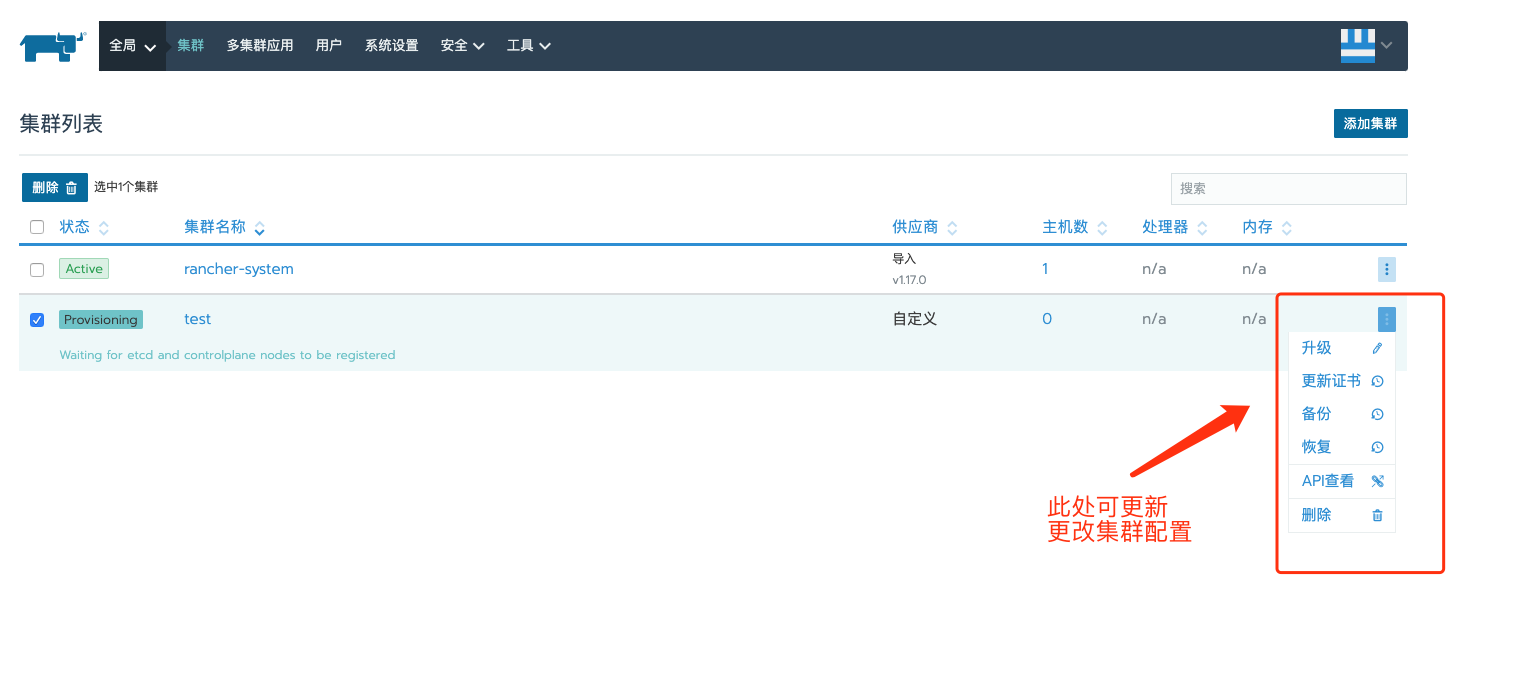 全局 集群 多集群应用 用户 系统设置 安全 工具
集群列表 添加集群
删除 选中1个集群 搜索
状态 集群名称 供应商 主机数 处理器 内存
Active rancher-system 导入 1 n/a n/a
v1.17.0
Provisioning test 自定义 0 n/a n/a
Waiting for etcd and controlplane nodes to be registered
升级
更新证书
备份
恢复
API查看
删除
此处可更新
更改集群配置